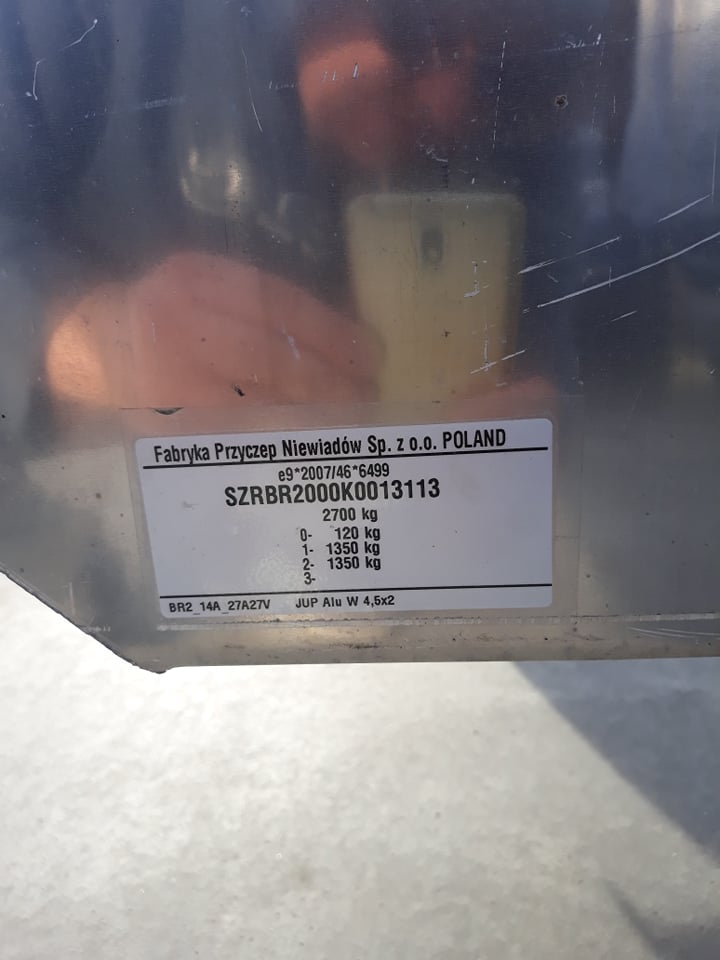 Fabryka Przyczep Niewiadów Sp. z o.o. POLAND
e9*2007/46*6499
SZRBR2000K0013113
2700 kg
0- 120 kg
1- 1350 kg
2- 1350 kg
3-
BR2_14A_27A27V JUP Alu W 4,5x2